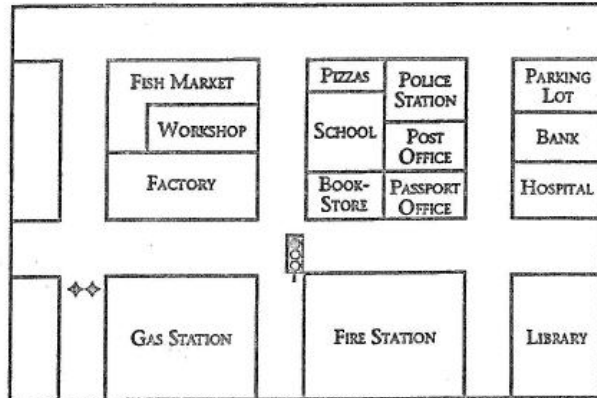 FISH MARKET
WORKSHOP
FACTORY
PIZZAS
SCHOOL
BOOK-
STORE
POLICE
STATION
POST
OFFICE
PASSPORT
OFFICE
PARKING
LOT
BANK
HOSPITAL
GAS STATION
FIRE STATION
LIBRARY